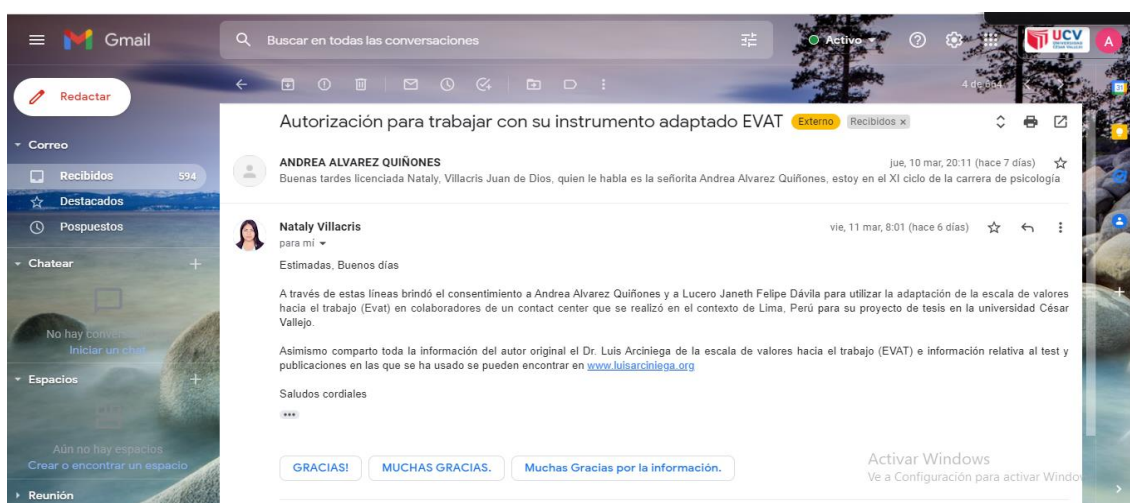 Gmail
Buscar en todas las conversaciones
Activo
UCV
A
Redactar
4 de 664
Autorización para trabajar con su instrumento adaptado EVAT Externo Recibidos ×
Correo
Recibidos 594
Destacados
Pospuestos
ANDREA ALVAREZ QUIÑONES jue, 10 mar, 20:11 (hace 7 días)
Buenas tardes licenciada Nataly, Villacris Juan de Dios, quien le habla es la señorita Andrea Alvarez Quiñones, estoy en el XI ciclo de la carrera de psicología
Nataly Villacris vie, 11 mar, 8:01 (hace 6 días)
para mí
Chatear
Estimadas, Buenos días
A través de estas líneas brindó el consentimiento a Andrea Alvarez Quiñones y a Lucero Janeth Felipe Dávila para utilizar la adaptación de la escala de valores
hacia el trabajo (Evat) en colaboradores de un contact center que se realizó en el contexto de Lima, Perú para su proyecto de tesis en la universidad César
Vallejo.
No hay
Iniciar un chat
Asimismo comparto toda la información del autor original el Dr. Luis Arciniega de la escala de valores hacia el trabajo (EVAT) e información relativa al test y
publicaciones en las que se ha usado se pueden encontrar en www.luisarciniega.org
Espacios
Saludos cordiales
Aún no hay espacios
Crear o encontrar un espacio
GRACIAS! MUCHAS GRACIAS. Muchas Gracias por la información.
Activar Windows
Ve a Configuración para activar Window
Reunión